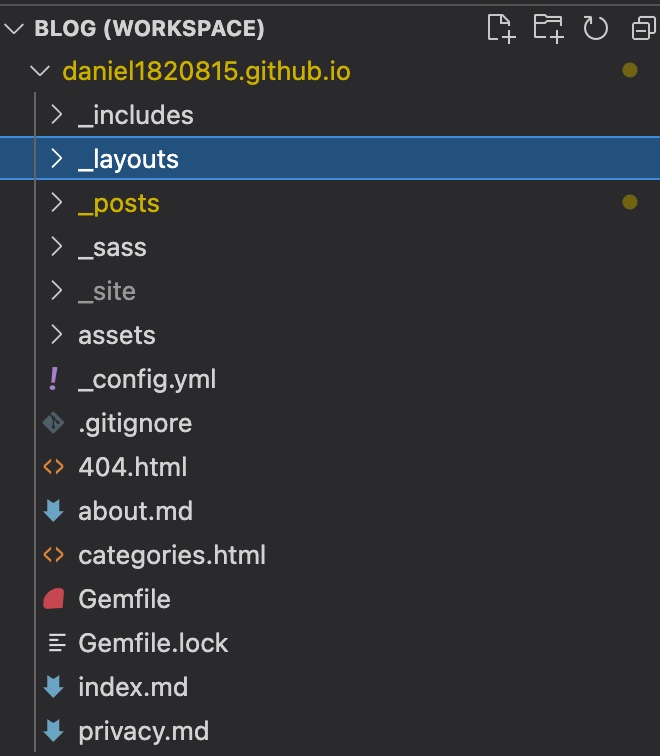 BLOG (WORKSPACE)
daniel1820815.github.io
_includes
_layouts
_posts
_sass
_site
assets
_config.yml
.gitignore
404.html
about.md
categories.html
Gemfile
Gemfile.lock
index.md
privacy.md